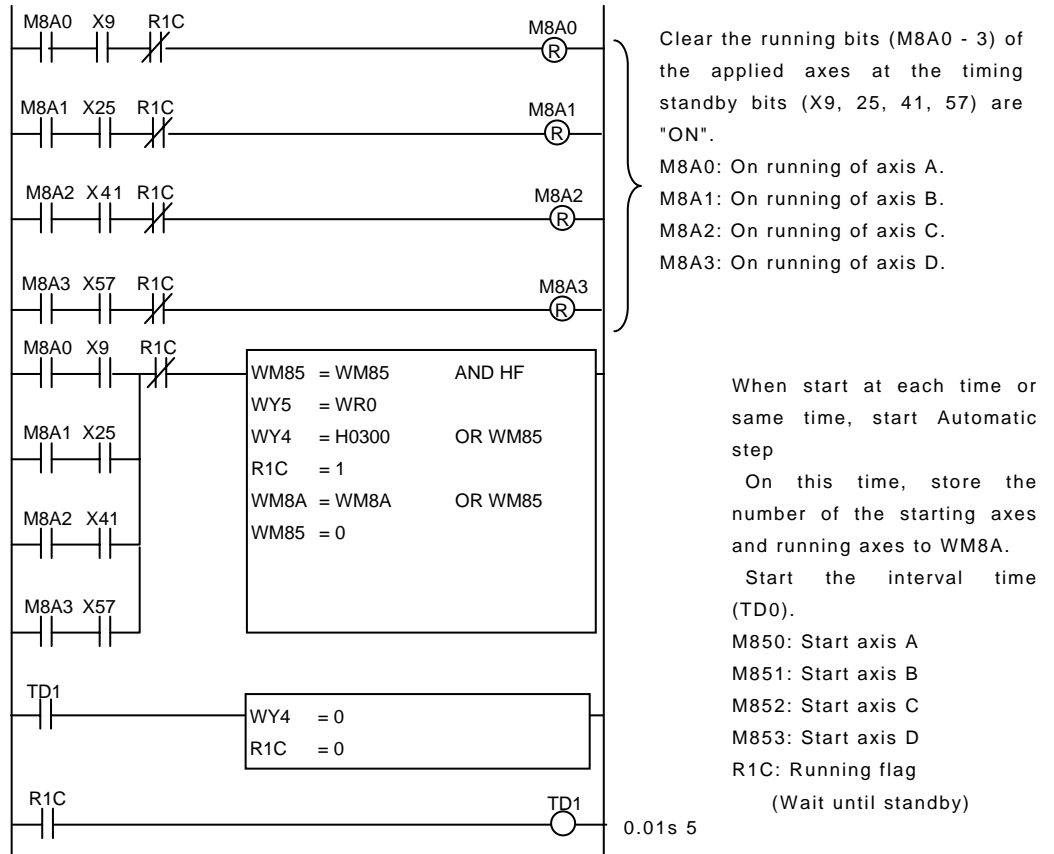 M8A0 X9 R1C M8A0
R
M8A1 X25 R1C M8A1
R
M8A2 X41 R1C M8A2
R
M8A3 X57 R1C M8A3
R
Clear the running bits (M8A0 - 3) of
the applied axes at the timing
standby bits (X9, 25, 41, 57) are
"ON".
M8A0: On running of axis A.
M8A1: On running of axis B.
M8A2: On running of axis C.
M8A3: On running of axis D.
M8A0 X9 R1C
M8A1 X25
M8A2 X41
M8A3 X57
WM85 = WM85 AND HF
WY5 = WR0
WY4 = H0300 OR WM85
R1C = 1
WM8A = WM8A OR WM85
WM85 = 0
TD1
WY4 = 0
R1C = 0
R1C TD1
0.01s 5
When start at each time or
same time, start Automatic
step
On this time, store the
number of the starting axes
and running axes to WM8A.
Start the interval time
(TD0).
M850: Start axis A
M851: Start axis B
M852: Start axis C
M853: Start axis D
R1C: Running flag
(Wait until standby)